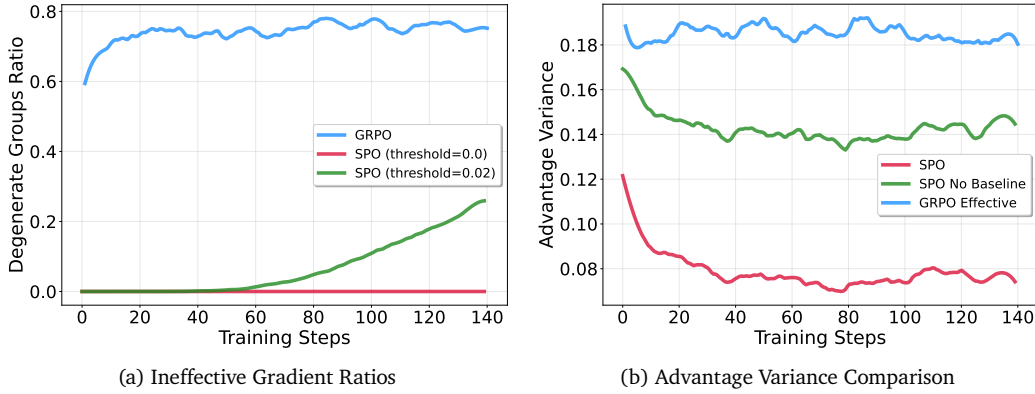 Degenerate Groups Ratio
0.8
0.6
0.4
0.2
0.0
GRPO
SPO (threshold=0.0)
SPO (threshold=0.02)
0 20 40 60 80 100 120 140
Training Steps
(a) Ineffective Gradient Ratios
Advantage Variance
0.18
0.16
0.14
0.12
0.10
0.08
SPO
SPO No Baseline
GRPO Effective
0 20 40 60 80 100 120 140
Training Steps
(b) Advantage Variance Comparison